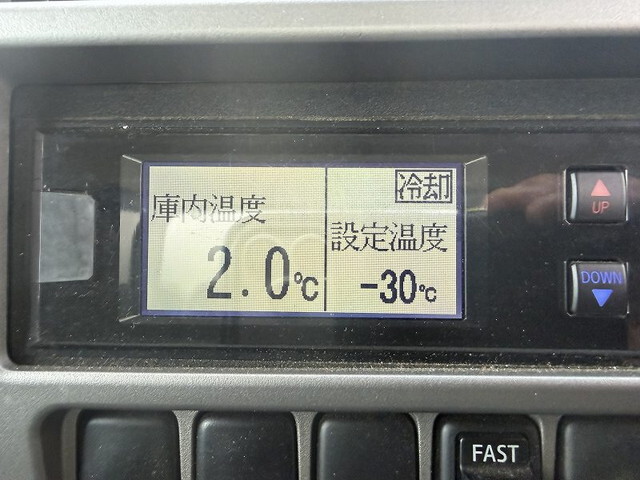 冷却
庫内温度
設定温度
2.0℃
-30℃
UP
DOWN
FAST